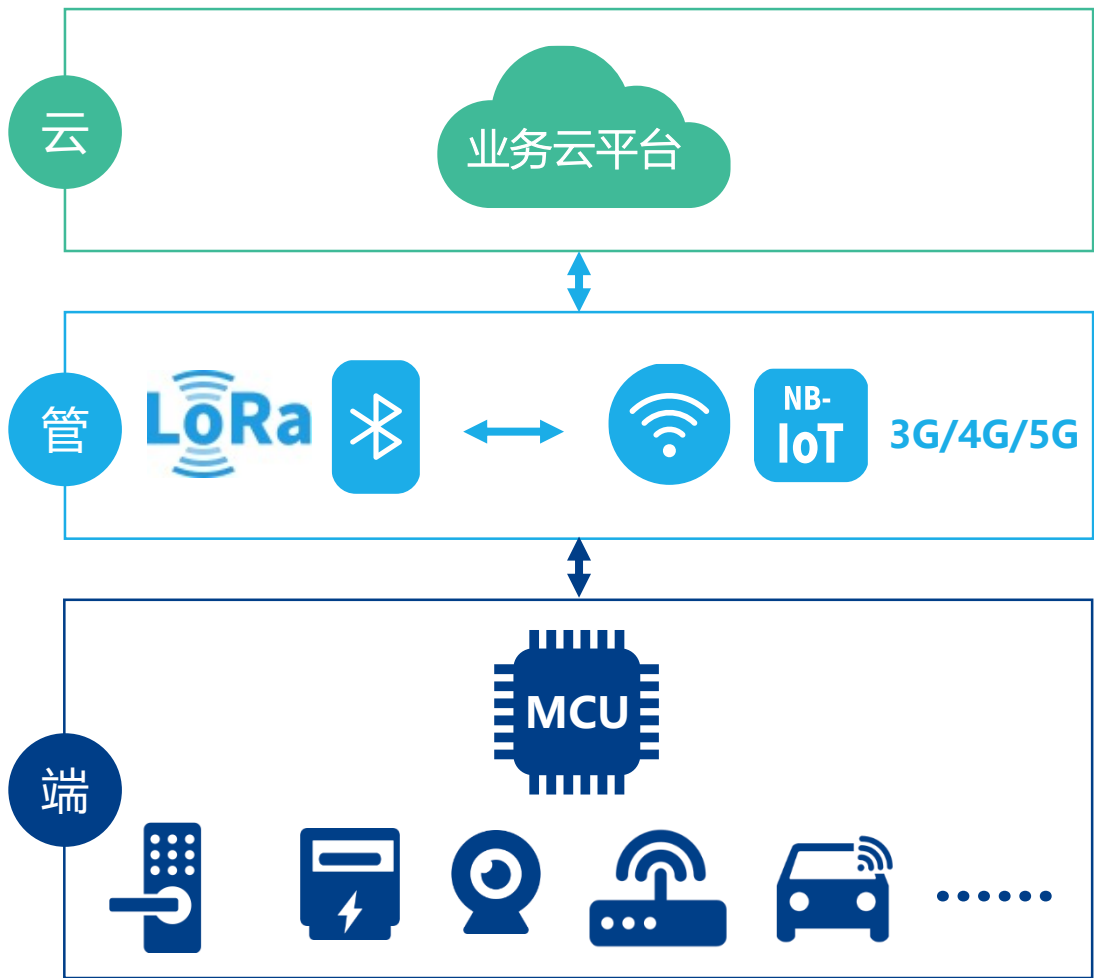 云
业务云平台
管
LoRa
NB-
IoT
3G/4G/5G
MCU
端
......